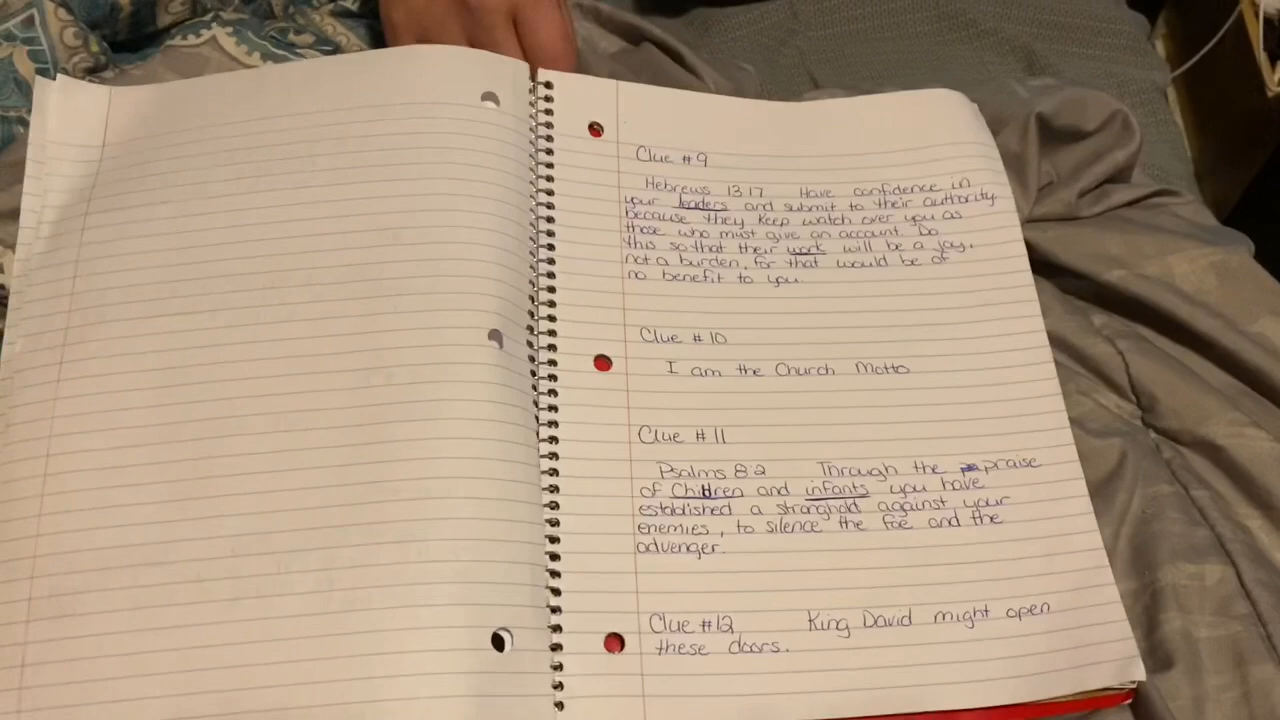 Clue #9
Hebrews 13:17 Have confidence in
your leaders and submit to their authority,
because they keep watch over you as
those who must give an account. Do
this so that their work will be a joy,
not a burden, for that would be of
no benefit to you.
Clue #10
I am the Church Motto
Clue #11
Psalms 8:2 Through the praise
of Children and infants you have
established a stronghold against your
enemies, to silence the foe and the
advenger.
Clue #12 King David might open
these doors.